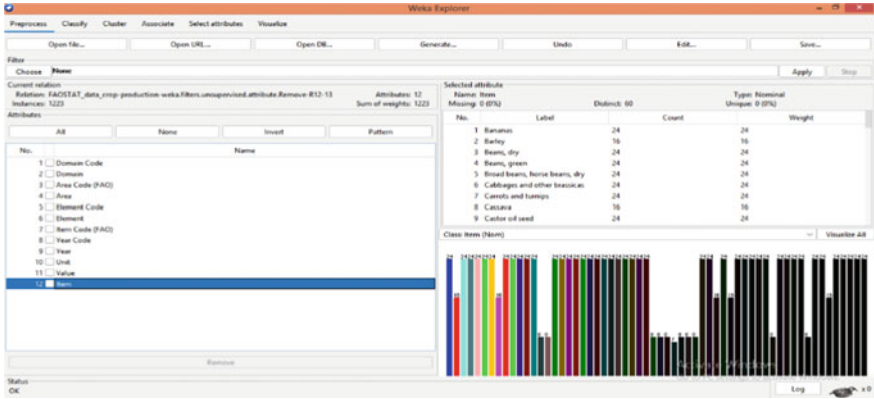 Weka Explorer
Preprocess Classify Cluster Associate Select attributes Visualize
Open file... Open URL... Open DB... Generate... Undo Edit... Save...
Filter
Choose None Apply Stop
Current relation
Relation: FAOSTAT_data_crop-production-weka.filters.unsupervised.attribute.Remove-R12-13 Attributes: 12
Instances: 1223 Sum of weights: 1223
Attributes
All None Invert Pattern
No. Name
1 Domain Code
2 Domain
3 Area Code (FAO)
4 Area
5 Element Code
6 Element
7 Item Code (FAO)
8 Year Code
9 Year
10 Unit
11 Value
12 Item
Remove
Status
OK
Selected attribute
Name: Item Type: Nominal
Missing: 0 (0%) Distinct: 60 Unique: 0 (0%)
No. Label Count Weight
1 Bananas 24 24
2 Barley 16 16
3 Beans, dry 24 24
4 Beans, green 24 24
5 Broad beans, horse beans, dry 24 24
6 Cabbages and other brassicas 24 24
7 Carrots and turnips 24 24
8 Cassava 16 16
9 Castor oil seed 24 24
Class: Item (Nom) Visualize All
Activate Windows
Log x 0